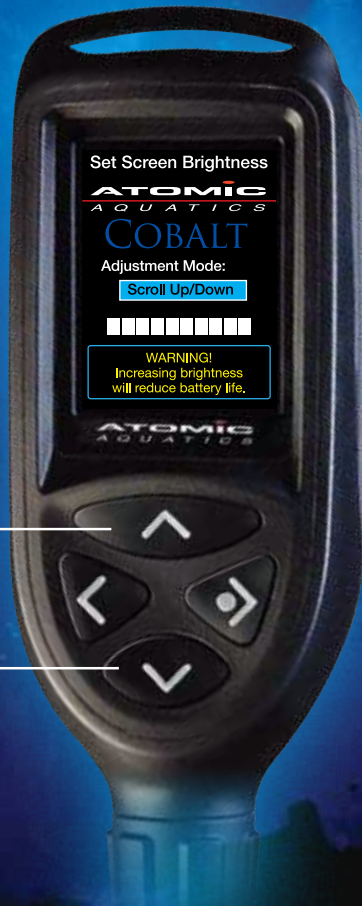 Set Screen Brightness
ATOMIC
AQUATICS
COBALT
Adjustment Mode:
Scroll Up/Down
WARNING!
Increasing brightness
will reduce battery life.
ATOMIC
AQUATICS